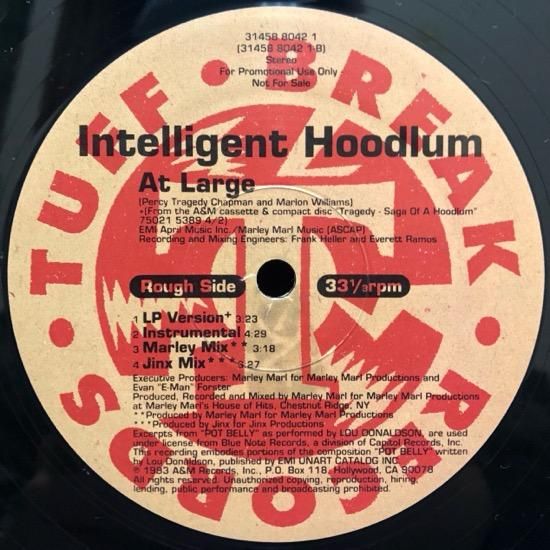 31458 8042 1
(31458 8042 1-B)
Stereo
For Promotional Use Only -
Not For Sale
TUFF • BREAK • RECORDS •
Intelligent Hoodlum
At Large
(Percy Tragedy Chapman and Marlon Williams)
+(From the A&M cassette & compact disc "Tragedy - Saga Of A Hoodlum"
75021 5389 4/2)
EMI April Music Inc./Marley Marl Music (ASCAP)
Recording and Mixing Engineers: Frank Heller and Everett Ramos
Rough Side
33⅓rpm
1 LP Version+ 3:23
2 Instrumental 4:29
3 Marley Mix** 3:18
4 Jinx Mix*** 3:27
Executive Producers: Marley Marl for Marley Marl Productions and
Evan "E-Man" Forster
Produced, Recorded and Mixed by Marley Marl for Marley Marl Productions
at Marley Marl's House of Hits, Chestnut Ridge, NY
**Produced by Marley Marl for Marley Marl Productions
***Produced by Jinx for Jinx Productions
Excerpts from "POT BELLY" as performed by LOU DONALDSON, are used
under license from Blue Note Records, a division of Capitol Records, Inc.
This recording embodies portions of the composition "POT BELLY" written
by Lou Donaldson, published by EMI UNART CATALOG INC.
℗ 1993 A&M Records, Inc., P.O. Box 118, Hollywood, CA 90078
All rights reserved. Unauthorized copying, reproduction, hiring,
lending, public performance and broadcasting prohibited.